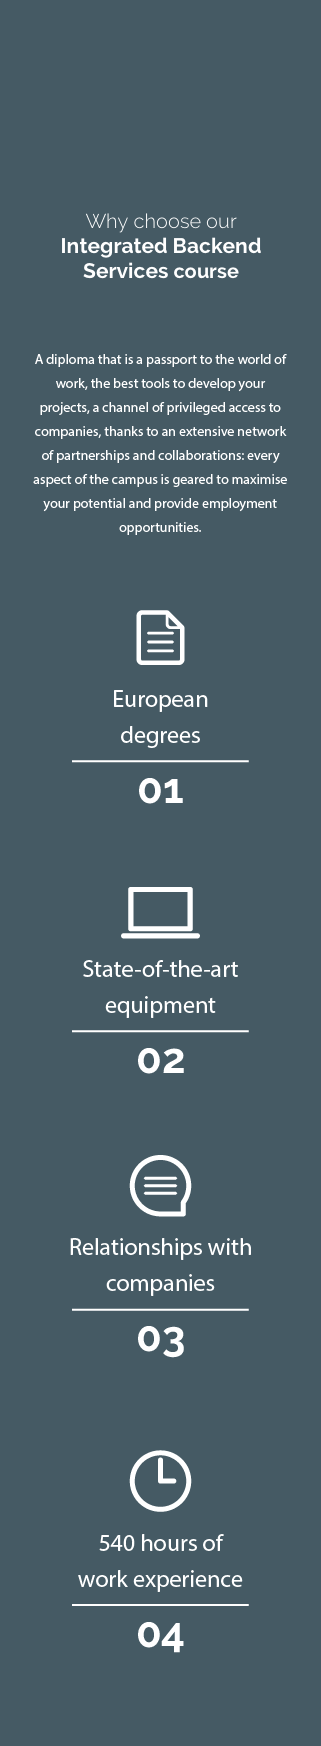 Why choose our
Integrated Backend
Services course
A diploma that is a passport to the world of
work, the best tools to develop your
projects, a channel of privileged access to
companies, thanks to an extensive network
of partnerships and collaborations: every
aspect of the campus is geared to maximise
your potential and provide employment
opportunities.
European
degrees
01
State-of-the-art
equipment
02
Relationships with
companies
03
540 hours of
work experience
04